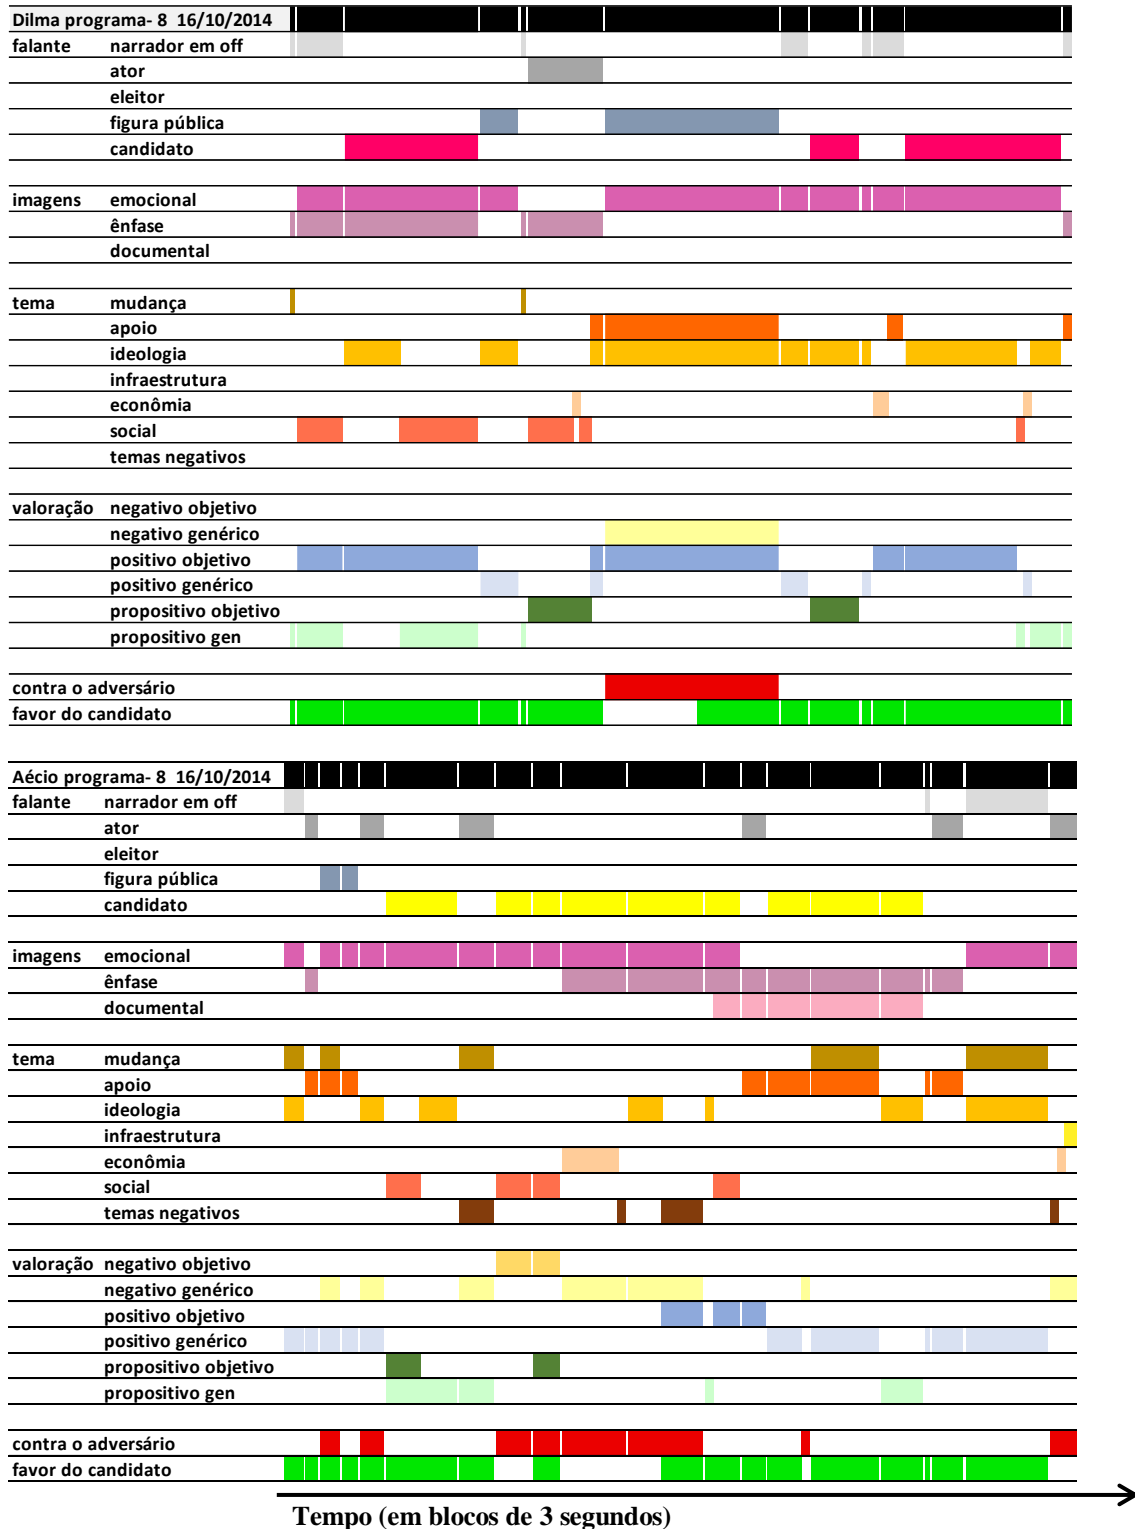 Dilma programa- 8 16/10/2014
falante narrador em off
ator
eleitor
figura pública
candidato
imagens emocional
ênfase
documental
tema mudança
apoio
ideologia
infraestrutura
econômia
social
temas negativos
valoração negativo objetivo
negativo genérico
positivo objetivo
positivo genérico
propositivo objetivo
propositivo gen
contra o adversário
favor do candidato
Aécio programa- 8 16/10/2014
falante narrador em off
ator
eleitor
figura pública
candidato
imagens emocional
ênfase
documental
tema mudança
apoio
ideologia
infraestrutura
econômia
social
temas negativos
valoração negativo objetivo
negativo genérico
positivo objetivo
positivo genérico
propositivo objetivo
propositivo gen
contra o adversário
favor do candidato
Tempo (em blocos de 3 segundos)